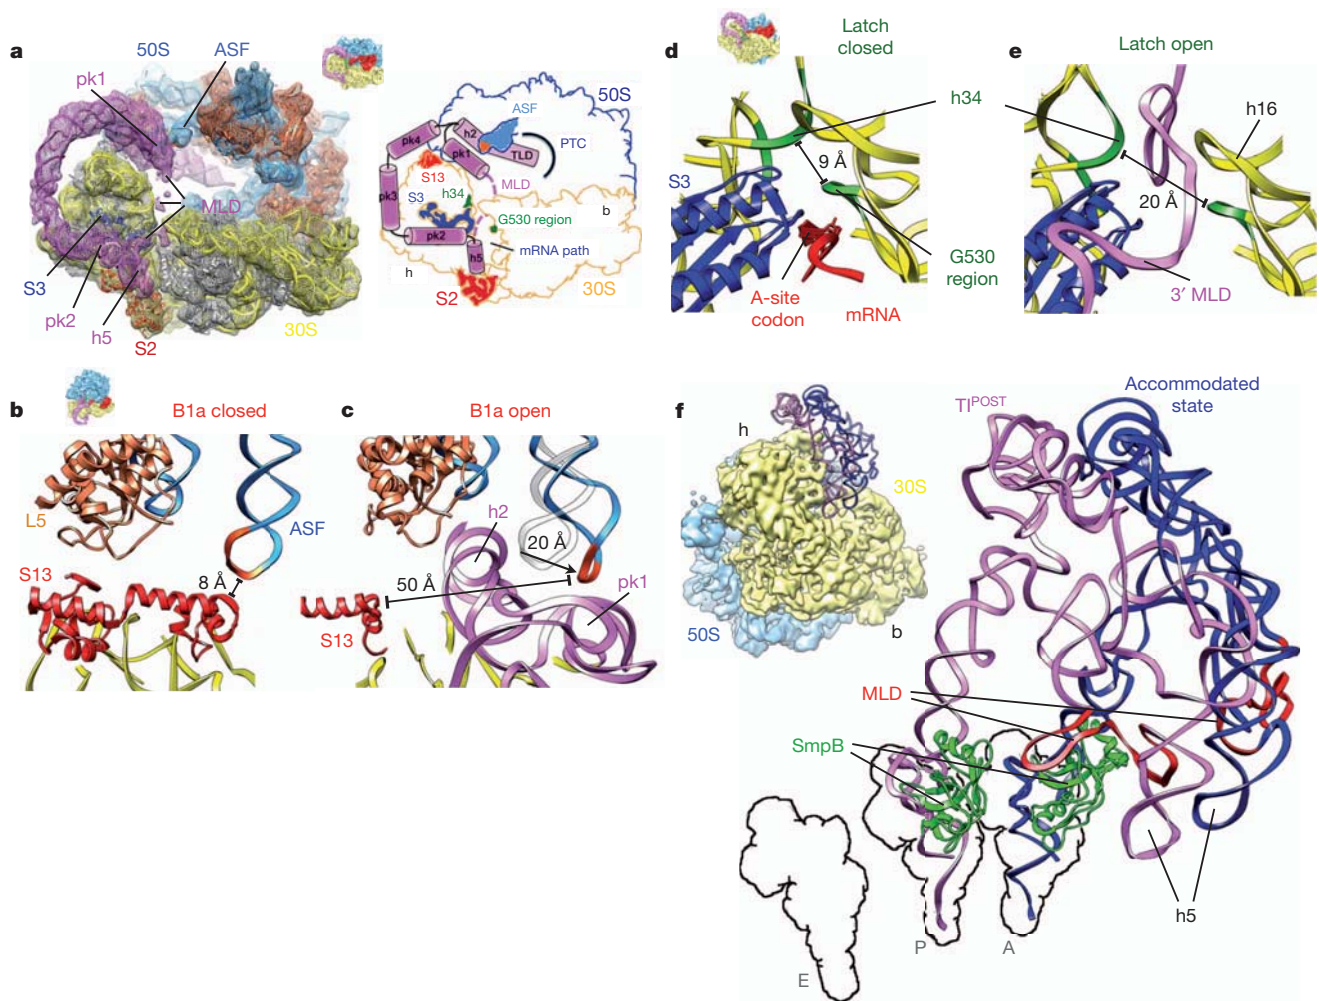 a
50S
ASF
pk1
MLD
S3
pk2
h5
S2
30S
50S
ASF
pk4
h2
TLD
PTC
pk1
S13
MLD
pk3
S3
h34
G530 region
b
pk2
h5
mRNA path
h
S2
30S
b
B1a closed
L5
ASF
S13
8 Å
c
B1a open
h2
20 Å
50 Å
pk1
S13
d
Latch
closed
h34
9 Å
S3
G530
region
A-site
codon
mRNA
e
Latch open
h16
20 Å
3′ MLD
f
h
30S
50S
b
TIPOST
Accommodated
state
MLD
SmpB
h5
P
A
E